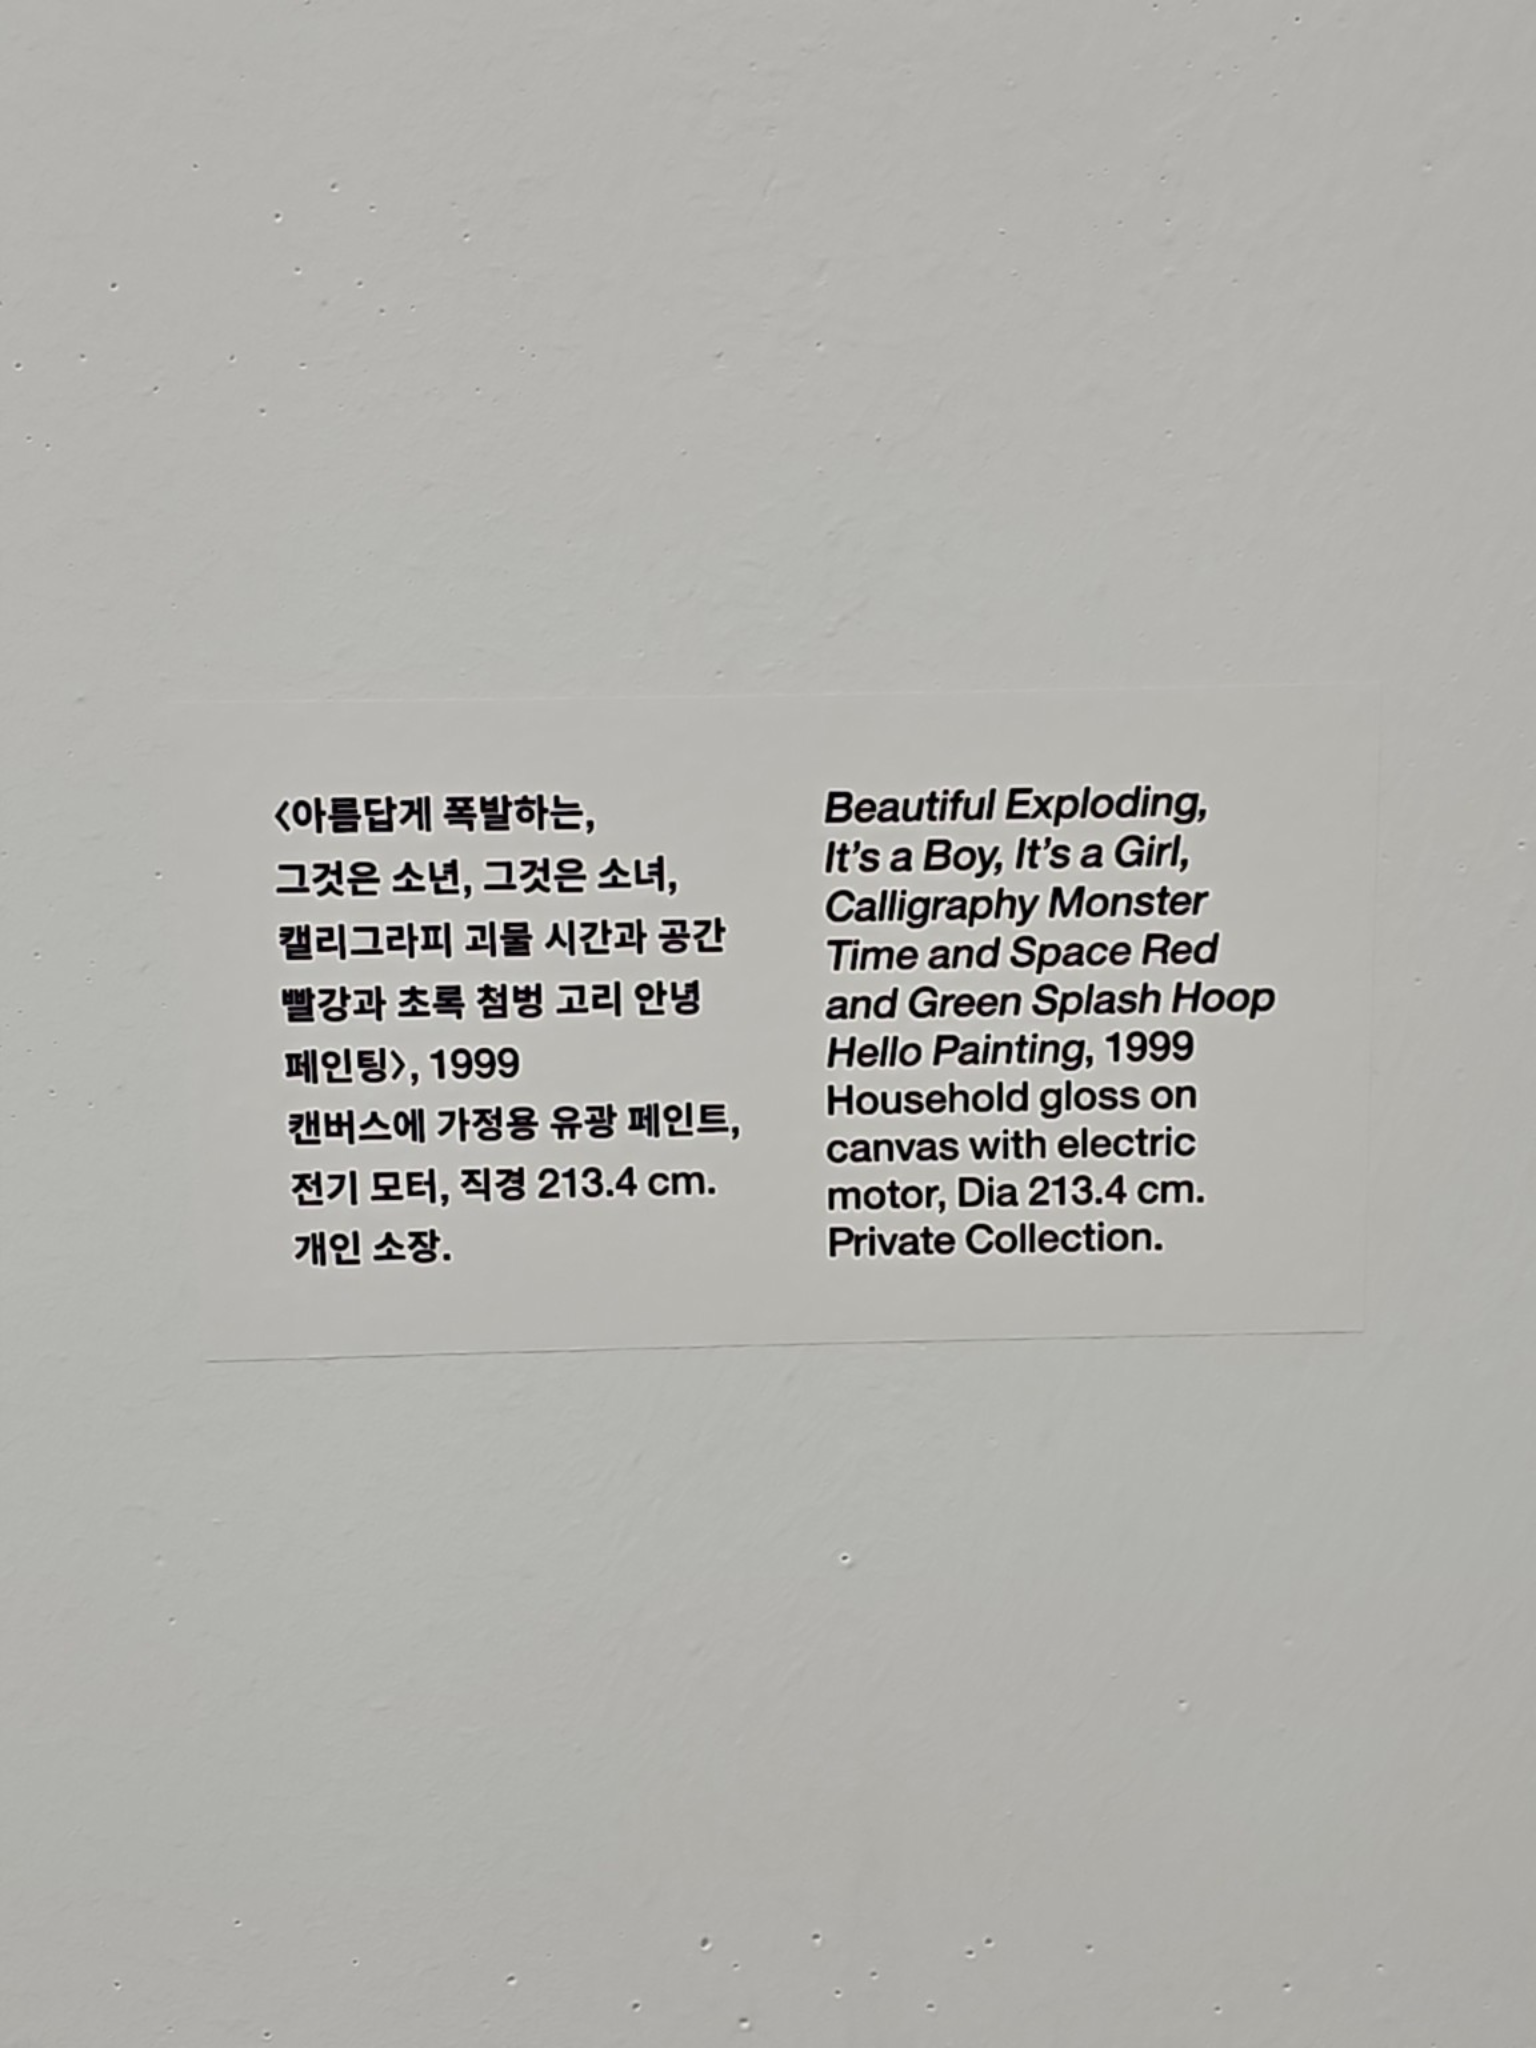 〈아름답게 폭발하는,
그것은 소년, 그것은 소녀,
캘리그라피 괴물 시간과 공간
빨강과 초록 첨벙 고리 안녕
페인팅〉, 1999
캔버스에 가정용 유광 페인트,
전기 모터, 직경 213.4 cm.
개인 소장.
Beautiful Exploding,
It’s a Boy, It’s a Girl,
Calligraphy Monster
Time and Space Red
and Green Splash Hoop
Hello Painting, 1999
Household gloss on
canvas with electric
motor, Dia 213.4 cm.
Private Collection.